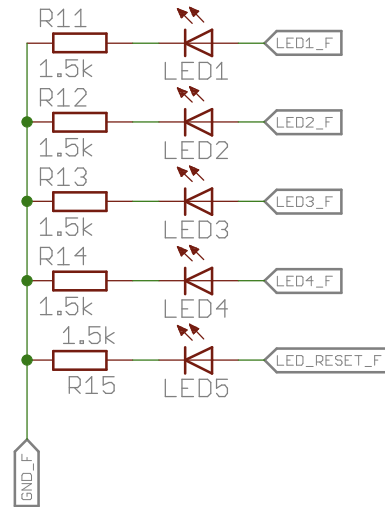 R11
LED1_F
1.5k
LED1
R12
LED2_F
1.5k
LED2
R13
LED3_F
1.5k
LED3
R14
LED4_F
1.5k
LED4
1.5k
LED_RESET_F
R15
LED5
GND_F